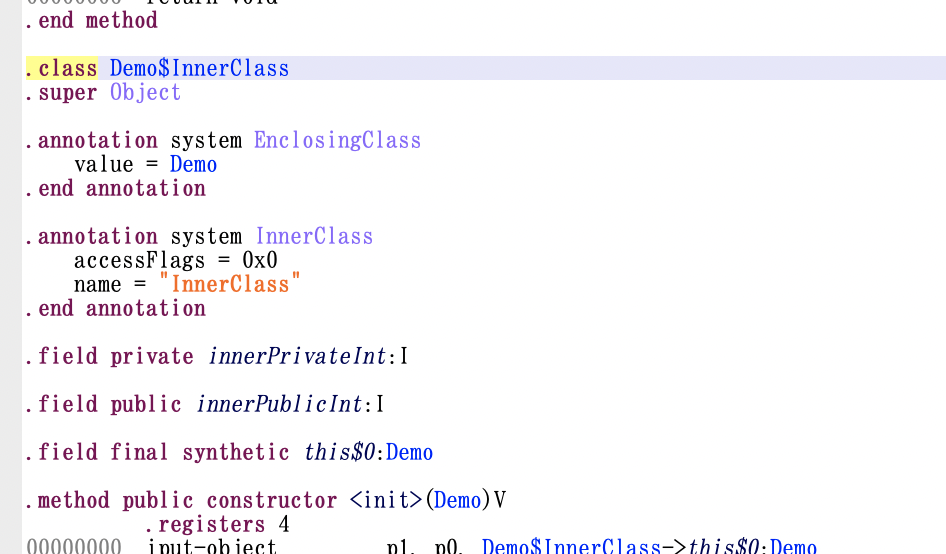 00000008 return-void
.end method
.class Demo$InnerClass
.super Object
.annotation system EnclosingClass
value = Demo
.end annotation
.annotation system InnerClass
accessFlags = 0x0
name = "InnerClass"
.end annotation
.field private innerPrivateInt:I
.field public innerPublicInt:I
.field final synthetic this$0:Demo
.method public constructor <init>(Demo)V
.registers 4
00000000 iput-object p1, p0, Demo$InnerClass->this$0:Demo